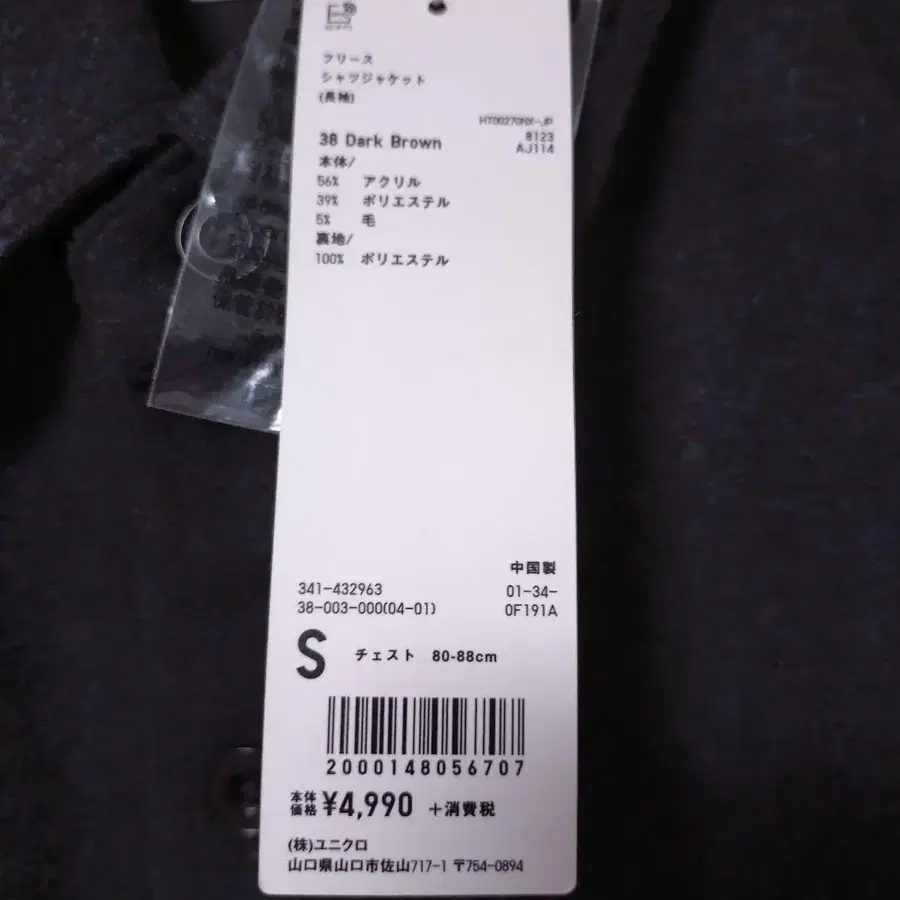 フリース
シャツジャケット
(長袖)
HT00270NX-JP
38 Dark Brown
8123
AJ114
本体/
56% アクリル
39% ポリエステル
5% 毛
裏地/
100% ポリエステル
中国製
341-432963
01-34-
38-003-000(04-01)
0F191A
S チェスト 80-88cm
2000148056707
本体価格 ¥4,990 +消費税
(株)ユニクロ
山口県山口市佐山717-1 〒754-0894